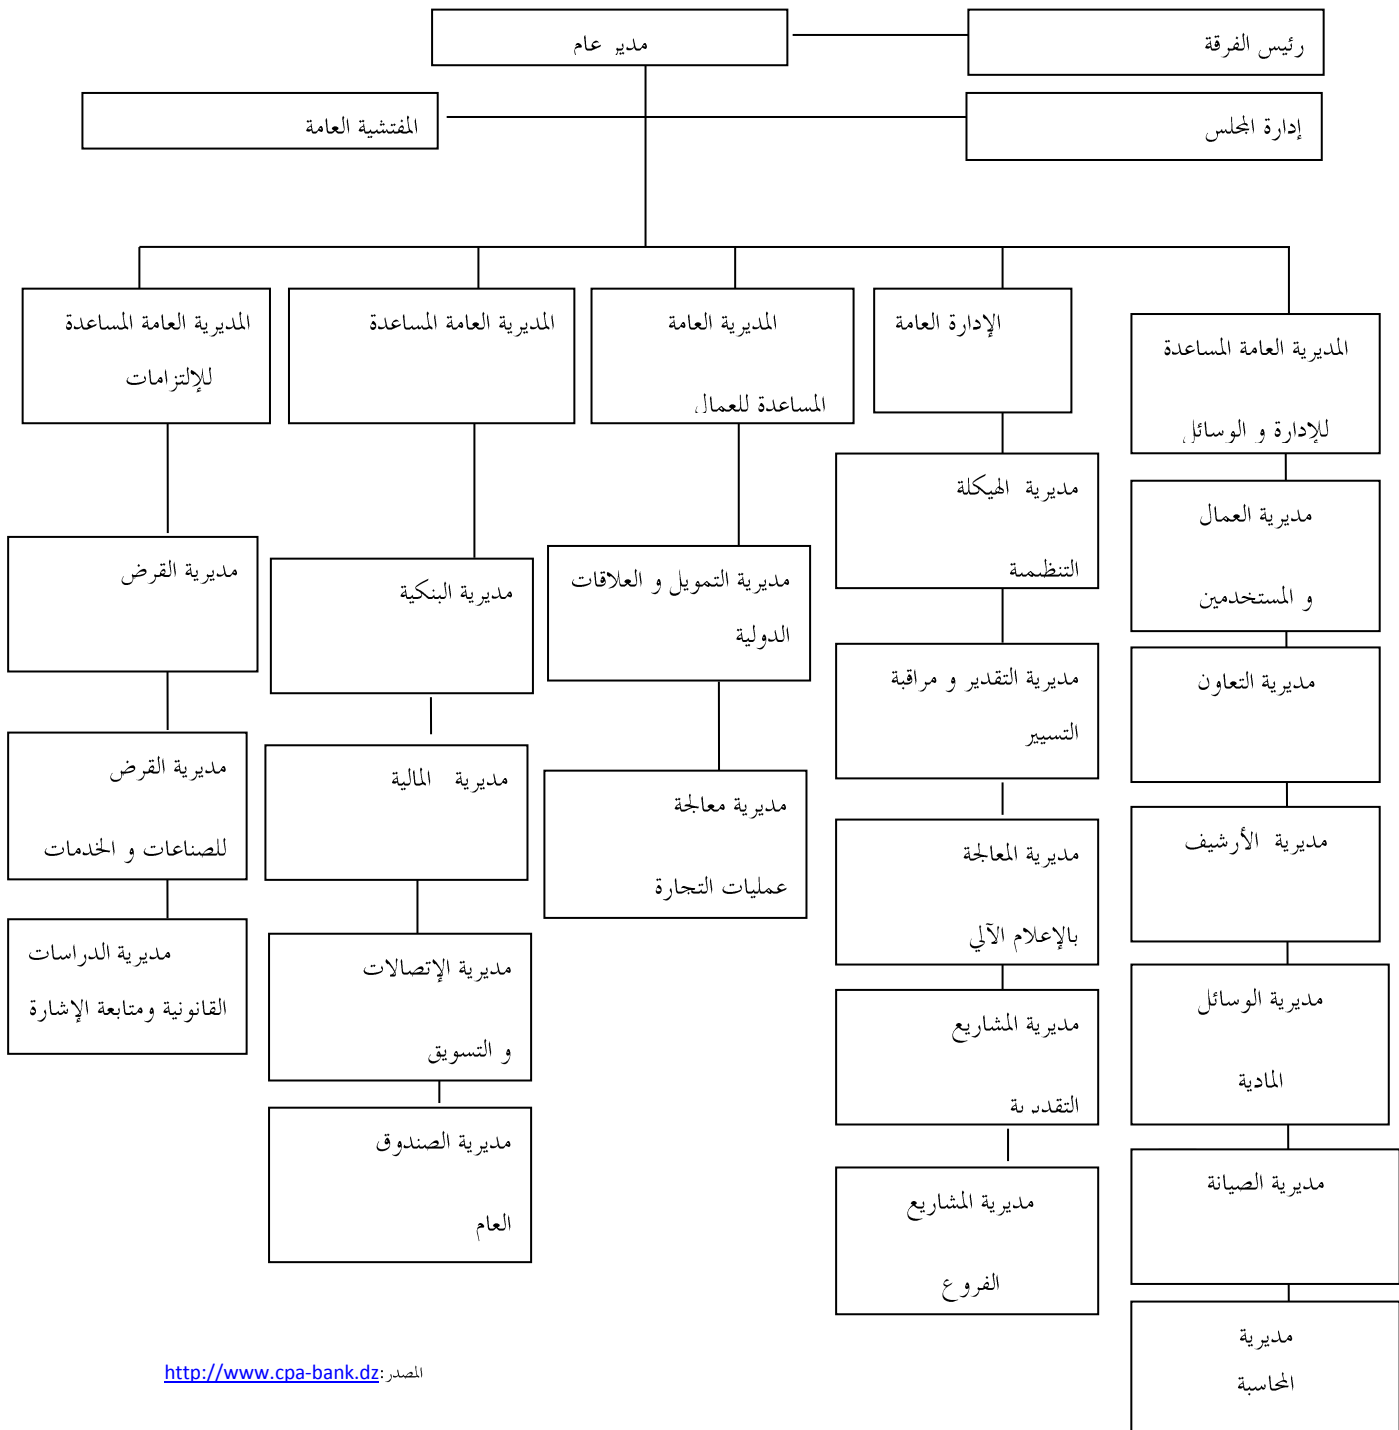 رئيس الفرقة
مدير عام
إدارة المجلس
المفتشية العامة
المديرية العامة المساعدة
للإدارة و الوسائل
الإدارة العامة
المديرية العامة
المساعدة للعمال
المديرية العامة المساعدة
المديرية العامة المساعدة
للإلتزامات
مديرية العمال
و المستخدمين
مديرية التعاون
مديرية الأرشيف
مديرية الوسائل
المادية
مديرية الصيانة
مديرية
المحاسبة
مديرية الهيكلة
التنظيمية
مديرية التقدير و مراقبة
التسيير
مديرية المعالجة
بالإعلام الآلي
مديرية المشاريع
التقديرية
مديرية المشاريع
الفروع
مديرية التمويل و العلاقات
الدولية
مديرية معالجة
عمليات التجارة
مديرية البنكية
مديرية المالية
مديرية الإتصالات
و التسويق
مديرية الصندوق
العام
مديرية القرض
مديرية القرض
للصناعات و الخدمات
مديرية الدراسات
القانونية ومتابعة الإشارة
المصدر:http://www.cpa-bank.dz